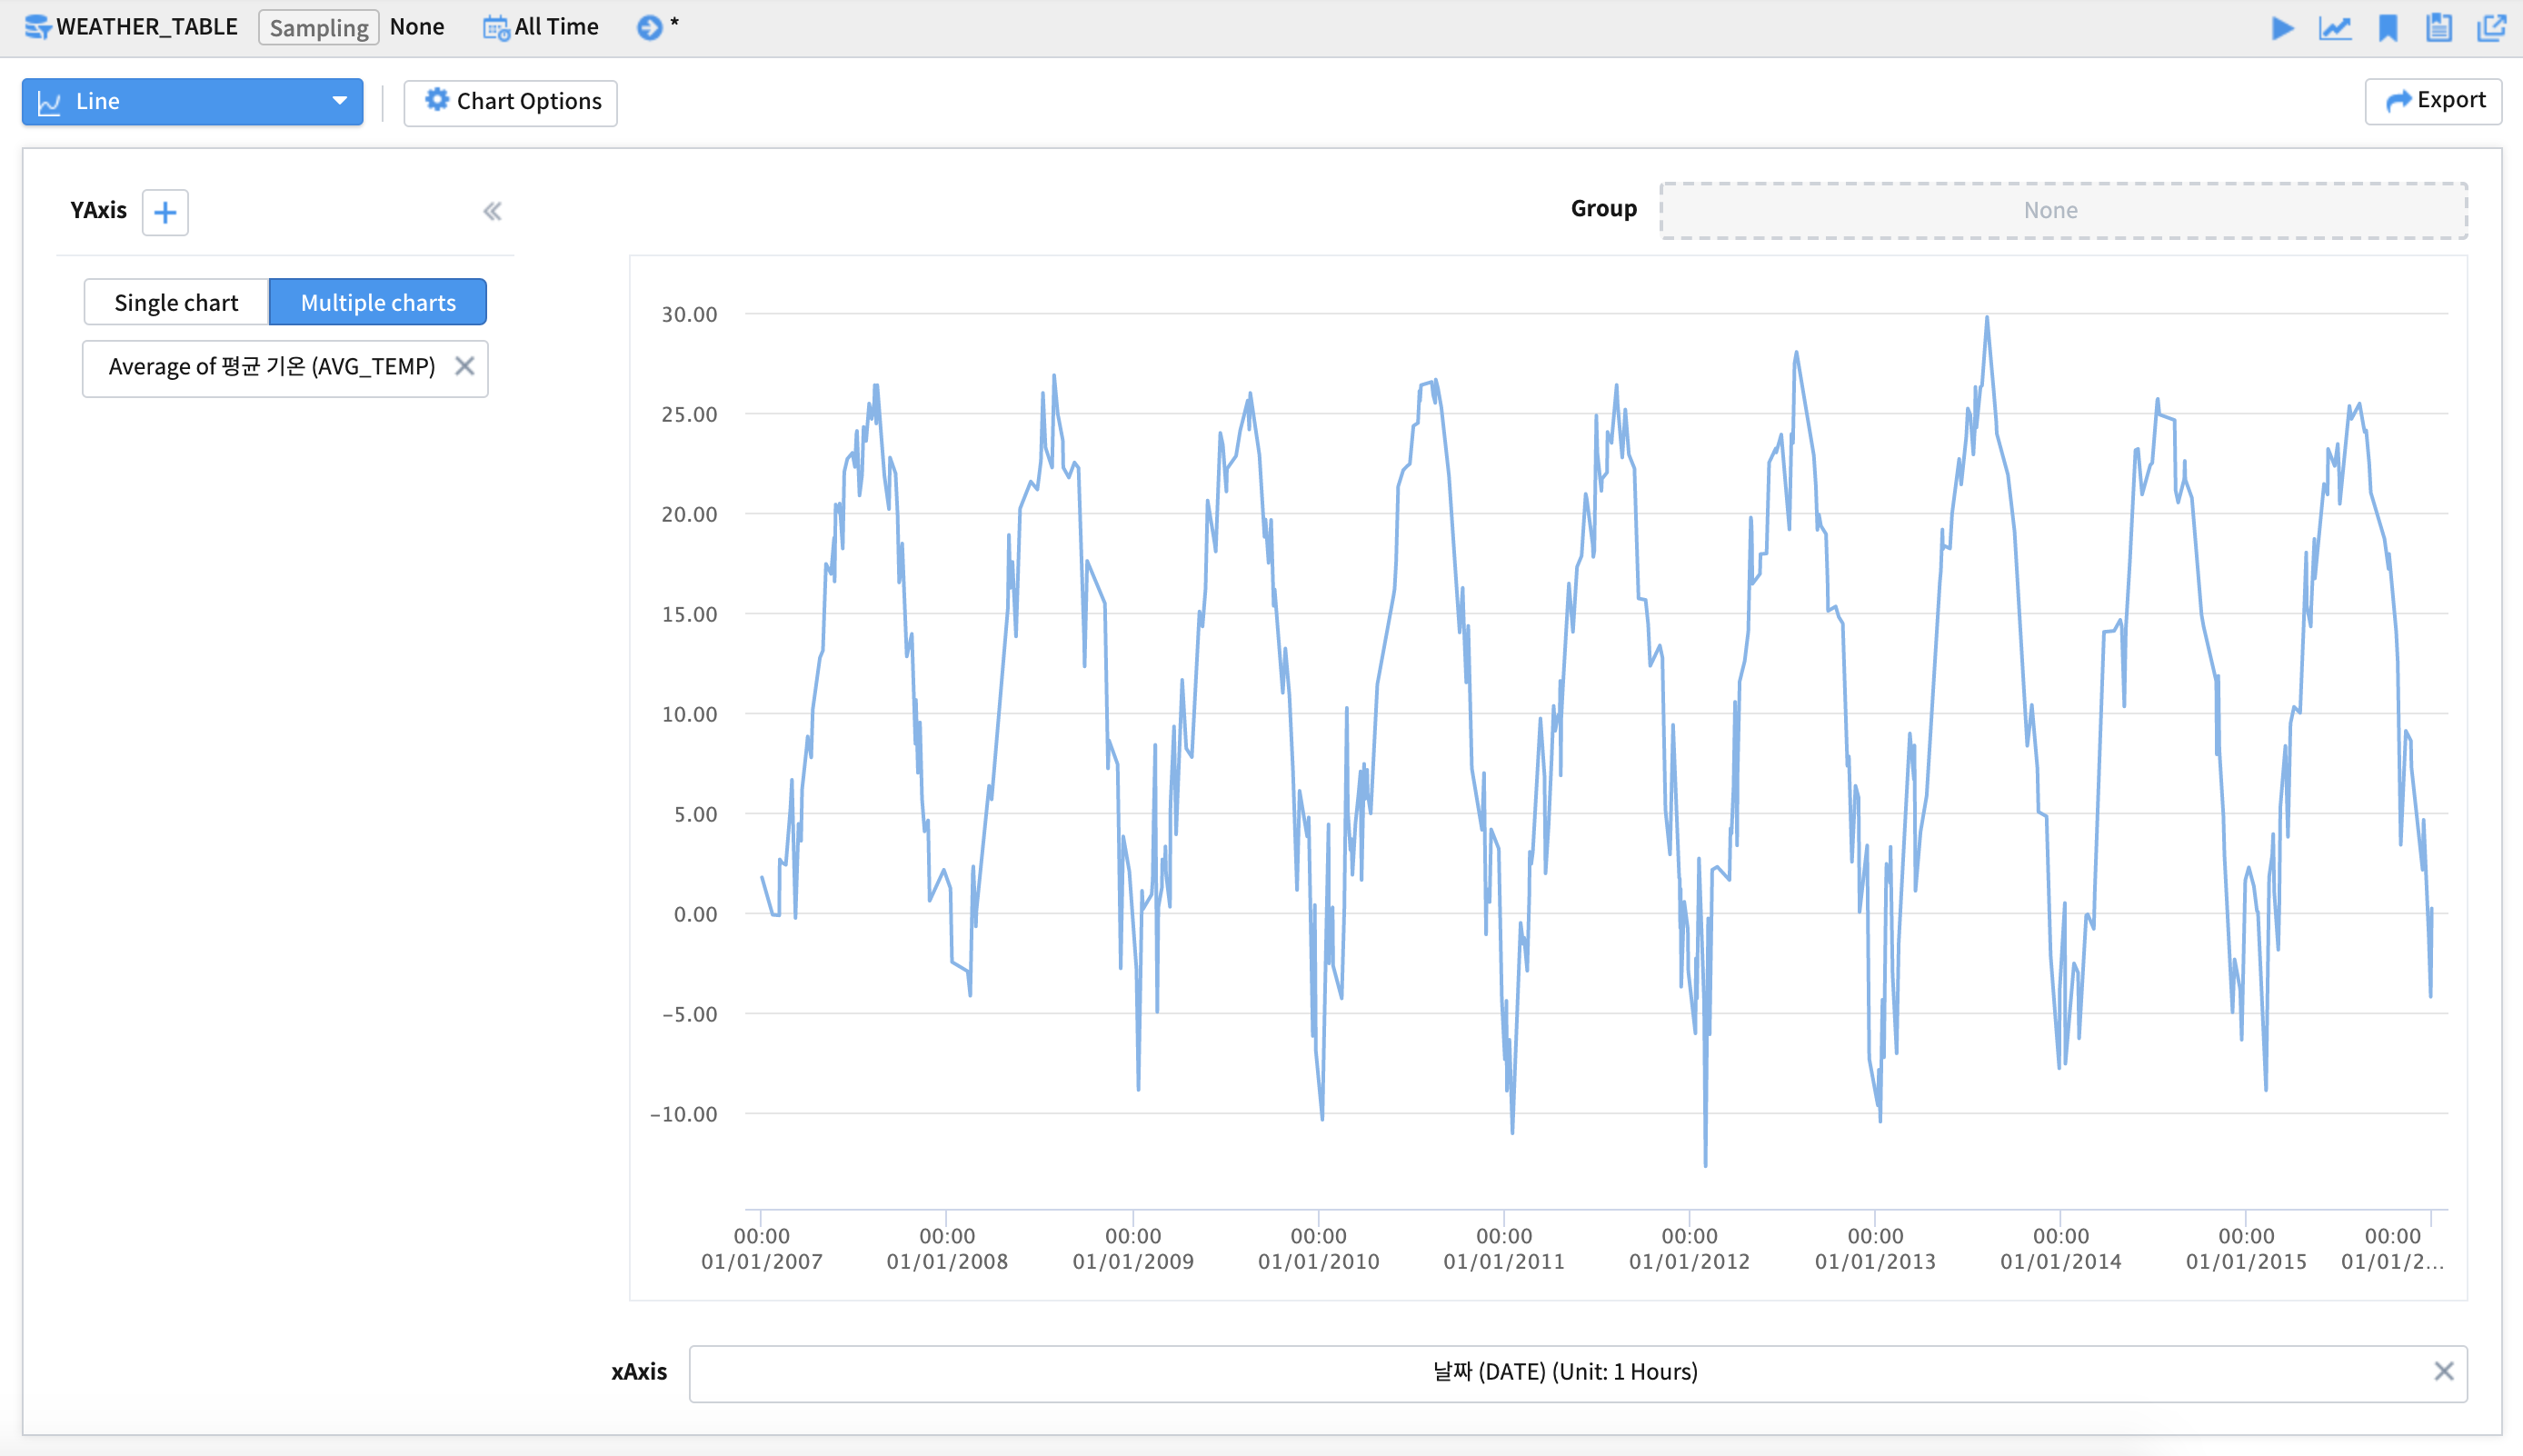 WEATHER_TABLE Sampling None All Time *
Line Chart Options Export
YAxis Group None
Single chart Multiple charts
Average of 평균 기온 (AVG_TEMP)
30.00
25.00
20.00
15.00
10.00
5.00
0.00
−5.00
−10.00
00:00 00:00 00:00 00:00 00:00 00:00 00:00 00:00 00:00 00:00
01/01/2007 01/01/2008 01/01/2009 01/01/2010 01/01/2011 01/01/2012 01/01/2013 01/01/2014 01/01/2015 01/01/2...
xAxis 날짜 (DATE) (Unit: 1 Hours)